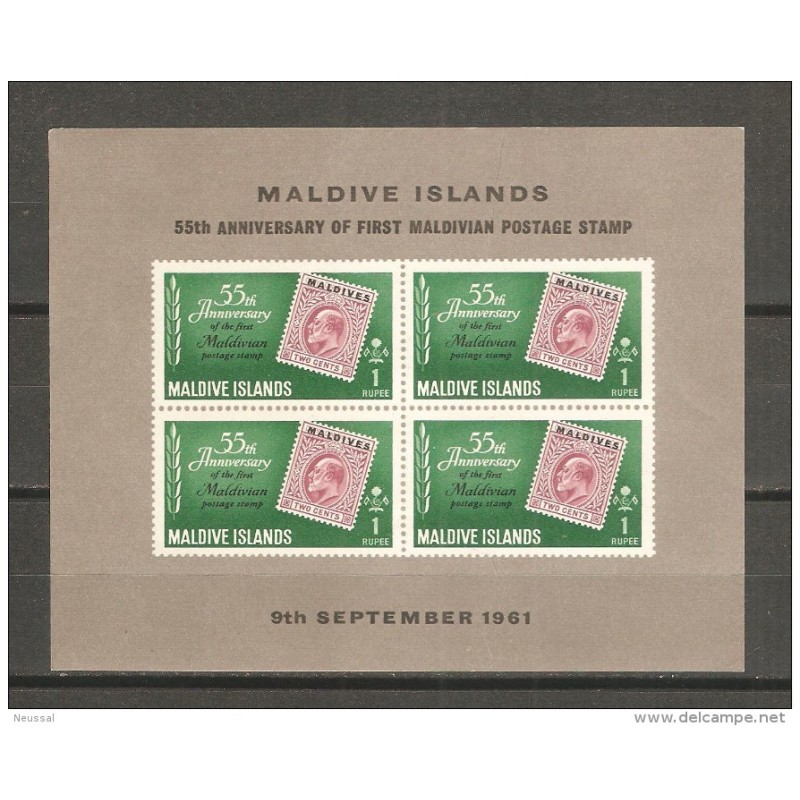 MALDIVE ISLANDS
55th ANNIVERSARY OF FIRST MALDIVIAN POSTAGE STAMP
55th
Anniversary
of the first
Maldivian
postage stamp
MALDIVES
TWO CENTS
MALDIVE ISLANDS
1
RUPEE
55th
Anniversary
of the first
Maldivian
postage stamp
MALDIVES
TWO CENTS
MALDIVE ISLANDS
1
RUPEE
55th
Anniversary
of the first
Maldivian
postage stamp
MALDIVES
TWO CENTS
MALDIVE ISLANDS
1
RUPEE
55th
Anniversary
of the first
Maldivian
postage stamp
MALDIVES
TWO CENTS
MALDIVE ISLANDS
1
RUPEE
9th SEPTEMBER 1961
Neussal
www.delcampe.net